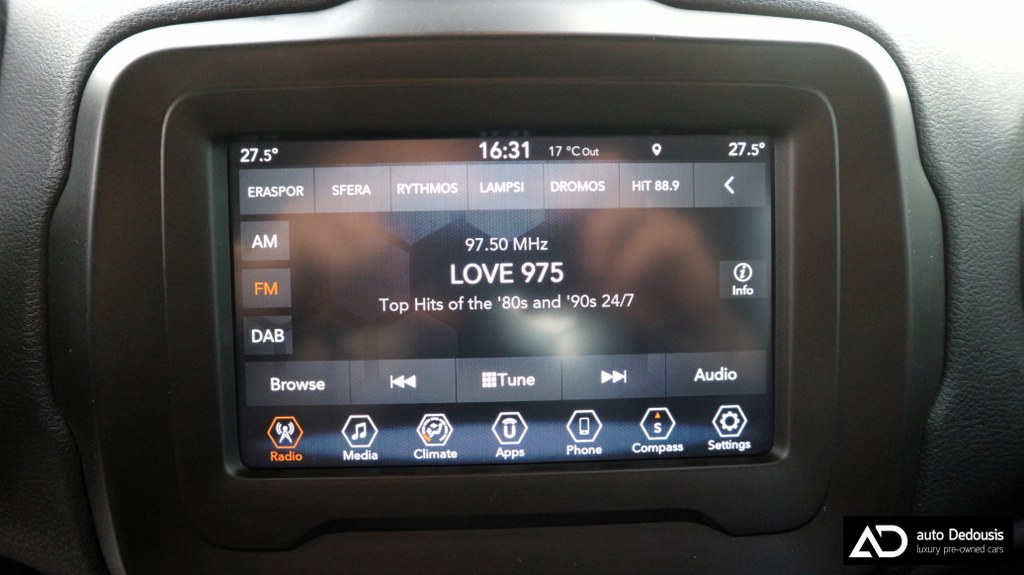 27.5° 16:31 17 °C Out 27.5°
ERASPOR SFERA RYTHMOS LAMPSI DROMOS HiT 88.9
AM
97.50 MHz
LOVE 975
FM
Info
Top Hits of the '80s and '90s 24/7
DAB
Browse Tune Audio
Radio Media Climate Apps Phone Compass Settings
S
U
AD auto Dedousis
luxury pre-owned cars